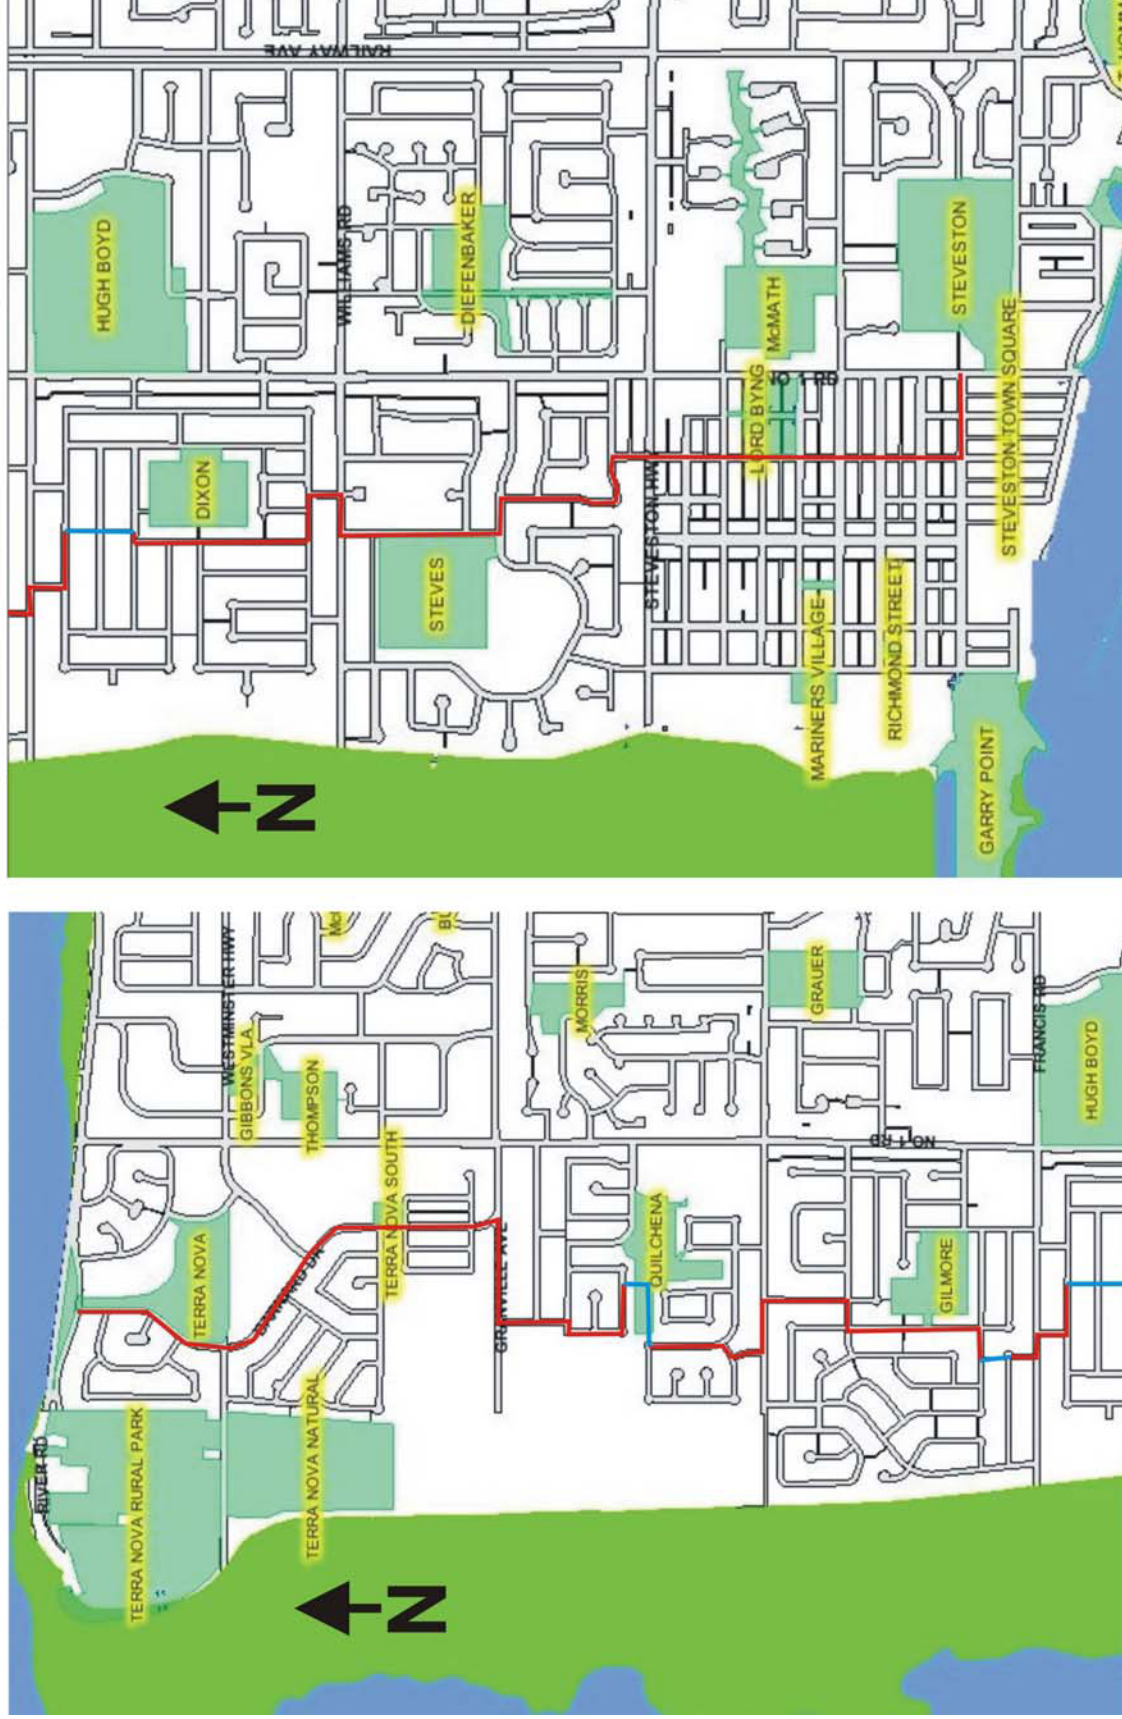 RAILWAY AVE
HUGH BOYD
WILLIAMS RD
DIEFENBAKER
STEVESTON
McMATH
NO 1 RD
LORD BYNG
DIXON
STEVESTON TOWN SQUARE
STEVES
STEVESTON HWY
MARINERS VILLAGE
RICHMOND STREET
GARRY POINT
N
WESTMINSTER HWY
GIBBONS VLA
THOMPSON
MORRIS
GRAUER
FRANCIS RD
HUGH BOYD
NO 1 RD
TERRA NOVA SOUTH
TERRA NOVA
QUILCHENA
GILMORE
GRANVILLE AVE
TERRA NOVA NATURAL
TERRA NOVA RURAL PARK
RIVER RD
N